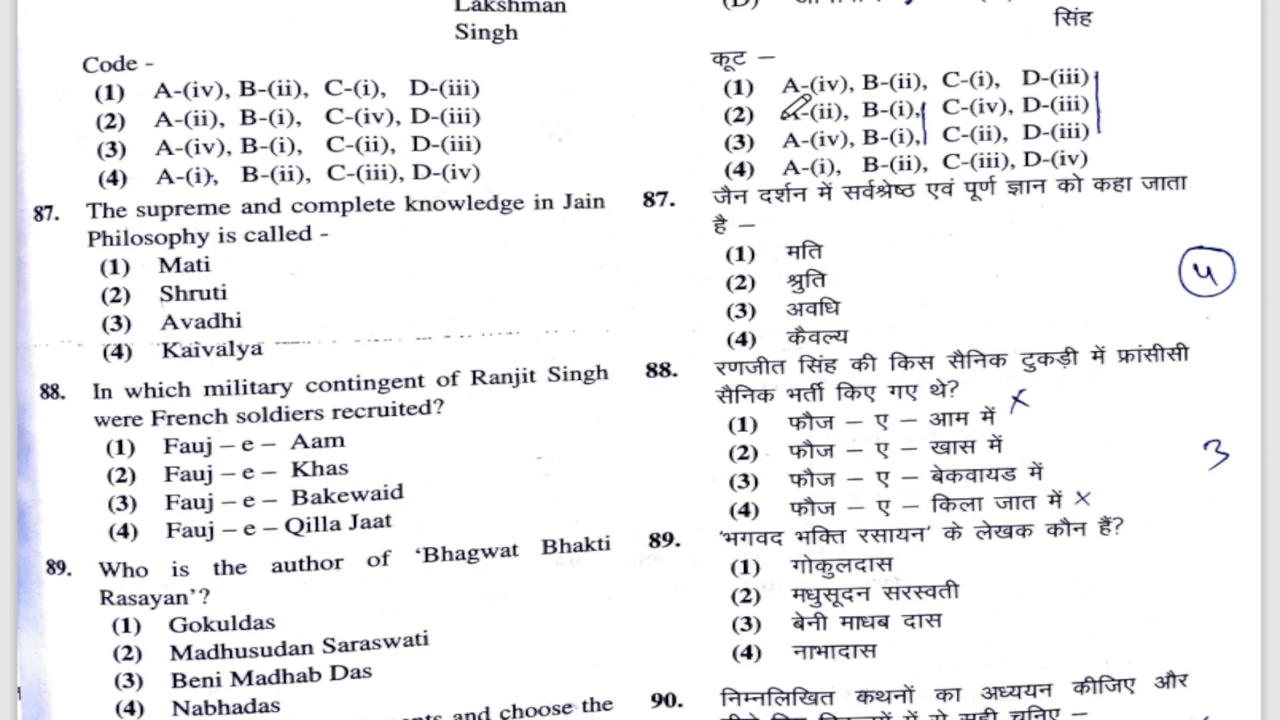 Lakshman
Singh
Code -
(1) A-(iv), B-(ii), C-(i), D-(iii)
(2) A-(ii), B-(i), C-(iv), D-(iii)
(3) A-(iv), B-(i), C-(ii), D-(iii)
(4) A-(i), B-(ii), C-(iii), D-(iv)
87. The supreme and complete knowledge in Jain
Philosophy is called -
(1) Mati
(2) Shruti
(3) Avadhi
(4) Kaivalya
88. In which military contingent of Ranjit Singh
were French soldiers recruited?
(1) Fauj – e – Aam
(2) Fauj – e – Khas
(3) Fauj – e – Bakewaid
(4) Fauj – e – Qilla Jaat
89. Who is the author of ‘Bhagwat Bhakti
Rasayan’?
(1) Gokuldas
(2) Madhusudan Saraswati
(3) Beni Madhab Das
(4) Nabhadas
and choose the
(D)
सिंह
कूट –
(1) A-(iv), B-(ii), C-(i), D-(iii)
(2) -(ii), B-(i), C-(iv), D-(iii)
(3) A-(iv), B-(i), C-(ii), D-(iii)
(4) A-(i), B-(ii), C-(iii), D-(iv)
87. जैन दर्शन में सर्वश्रेष्ठ एवं पूर्ण ज्ञान को कहा जाता
है –
(1) मति
(2) श्रुति
(3) अवधि
(4) कैवल्य
4
88. रणजीत सिंह की किस सैनिक टुकड़ी में फ्रांसीसी
सैनिक भर्ती किए गए थे?
(1) फौज – ए – आम में
(2) फौज – ए – खास में
(3) फौज – ए – बेकवायड में
(4) फौज – ए – किला जात में
3
89. ‘भगवद भक्ति रसायन’ के लेखक कौन हैं?
(1) गोकुलदास
(2) मधुसूदन सरस्वती
(3) बेनी माधब दास
(4) नाभादास
90. निम्नलिखित कथनों का अध्ययन कीजिए और